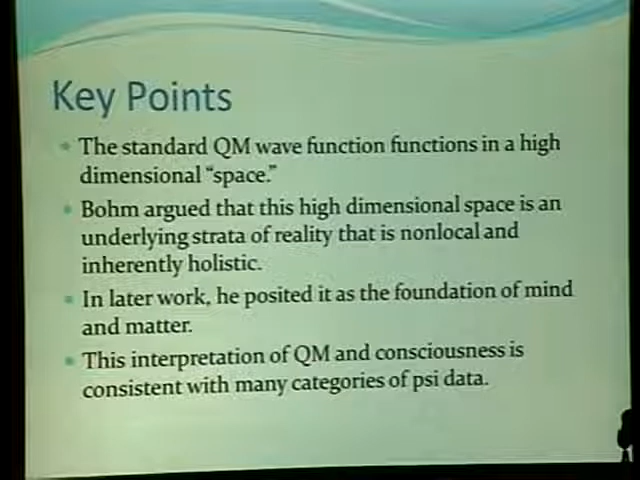 Key Points
The standard QM wave function functions in a high
dimensional “space.”
Bohm argued that this high dimensional space is an
underlying strata of reality that is nonlocal and
inherently holistic.
In later work, he posited it as the foundation of mind
and matter.
This interpretation of QM and consciousness is
consistent with many categories of psi data.